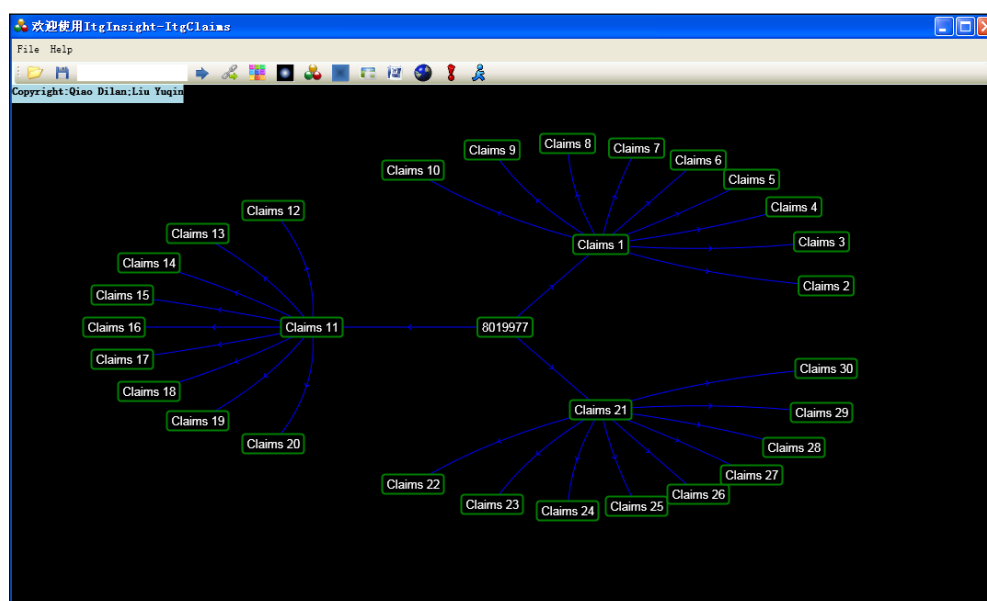 欢迎使用ItgInsight-ItgClaims
File Help
Copyright:Qiao Dilan;Liu Yuqin
Claims 8
Claims 9
Claims 7
Claims 6
Claims 10
Claims 5
Claims 4
Claims 12
Claims 13
Claims 1
Claims 3
Claims 14
Claims 2
Claims 15
Claims 16
Claims 11
8019977
Claims 17
Claims 30
Claims 18
Claims 21
Claims 29
Claims 19
Claims 20
Claims 28
Claims 27
Claims 22
Claims 26
Claims 23
Claims 24
Claims 25